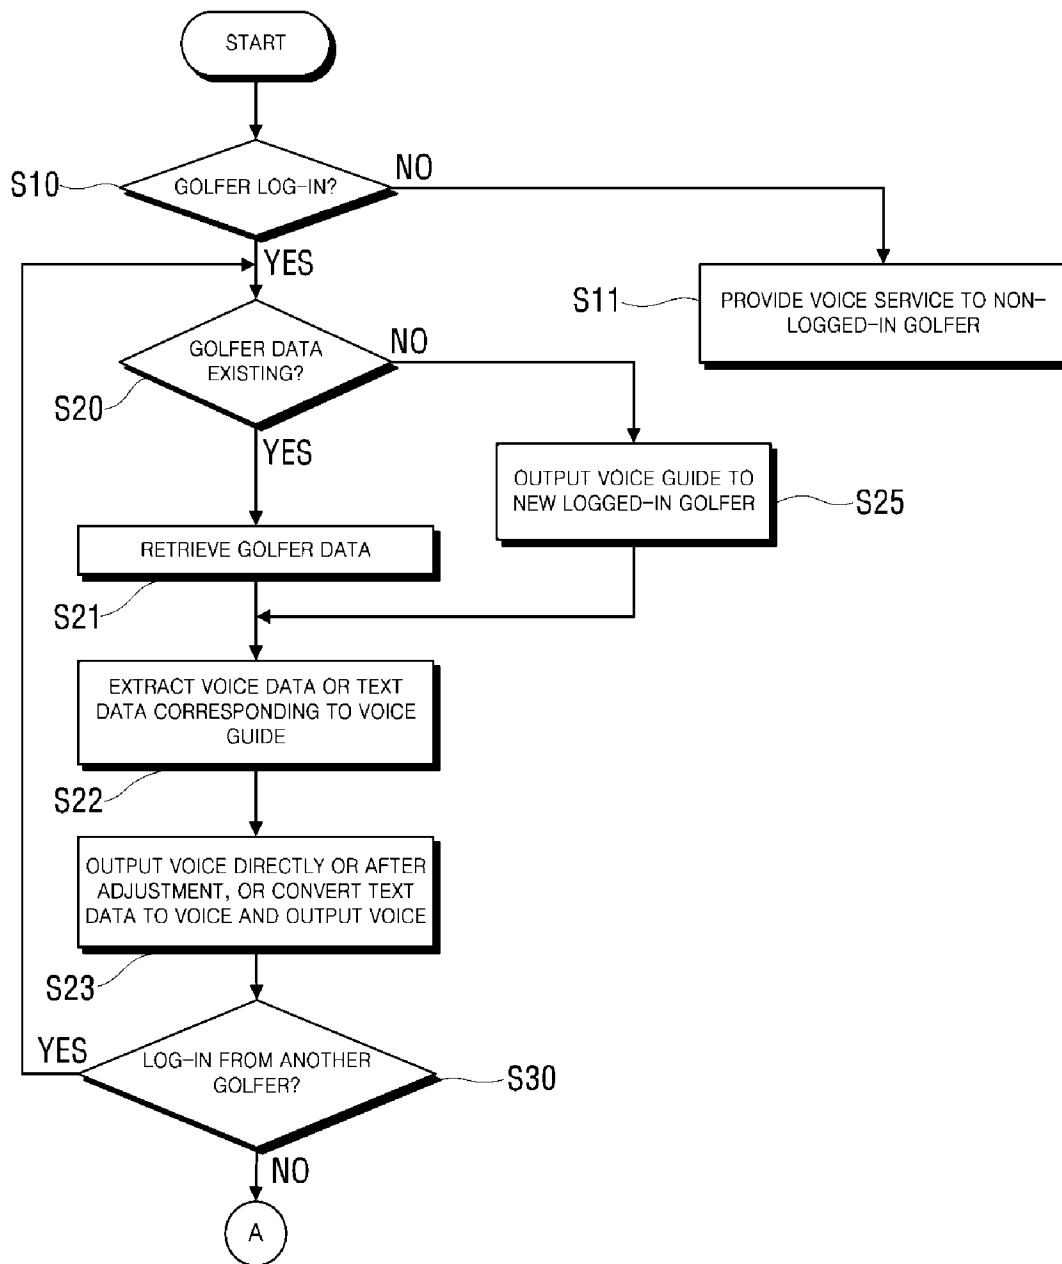 START
S10
GOLFER LOG-IN?
NO
YES
S11
PROVIDE VOICE SERVICE TO NON-
LOGGED-IN GOLFER
GOLFER DATA
EXISTING?
NO
S20
YES
OUTPUT VOICE GUIDE TO
NEW LOGGED-IN GOLFER
S25
RETRIEVE GOLFER DATA
S21
EXTRACT VOICE DATA OR TEXT
DATA CORRESPONDING TO VOICE
GUIDE
S22
OUTPUT VOICE DIRECTLY OR AFTER
ADJUSTMENT, OR CONVERT TEXT
DATA TO VOICE AND OUTPUT VOICE
S23
YES
LOG-IN FROM ANOTHER
GOLFER?
S30
NO
A